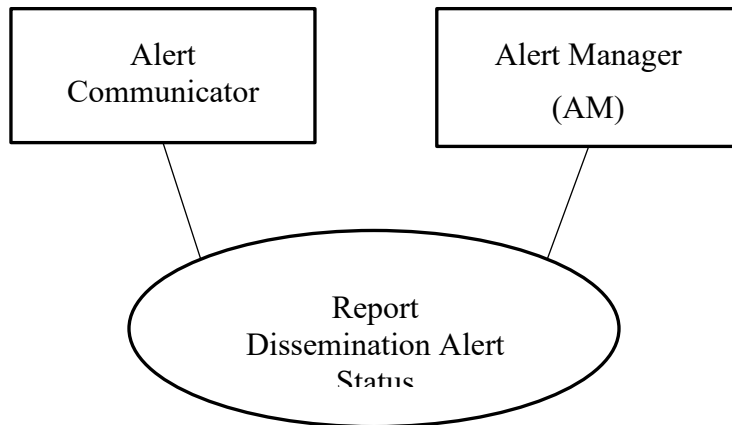 Alert
Communicator
Alert Manager
(AM)
Report
Dissemination Alert
Status